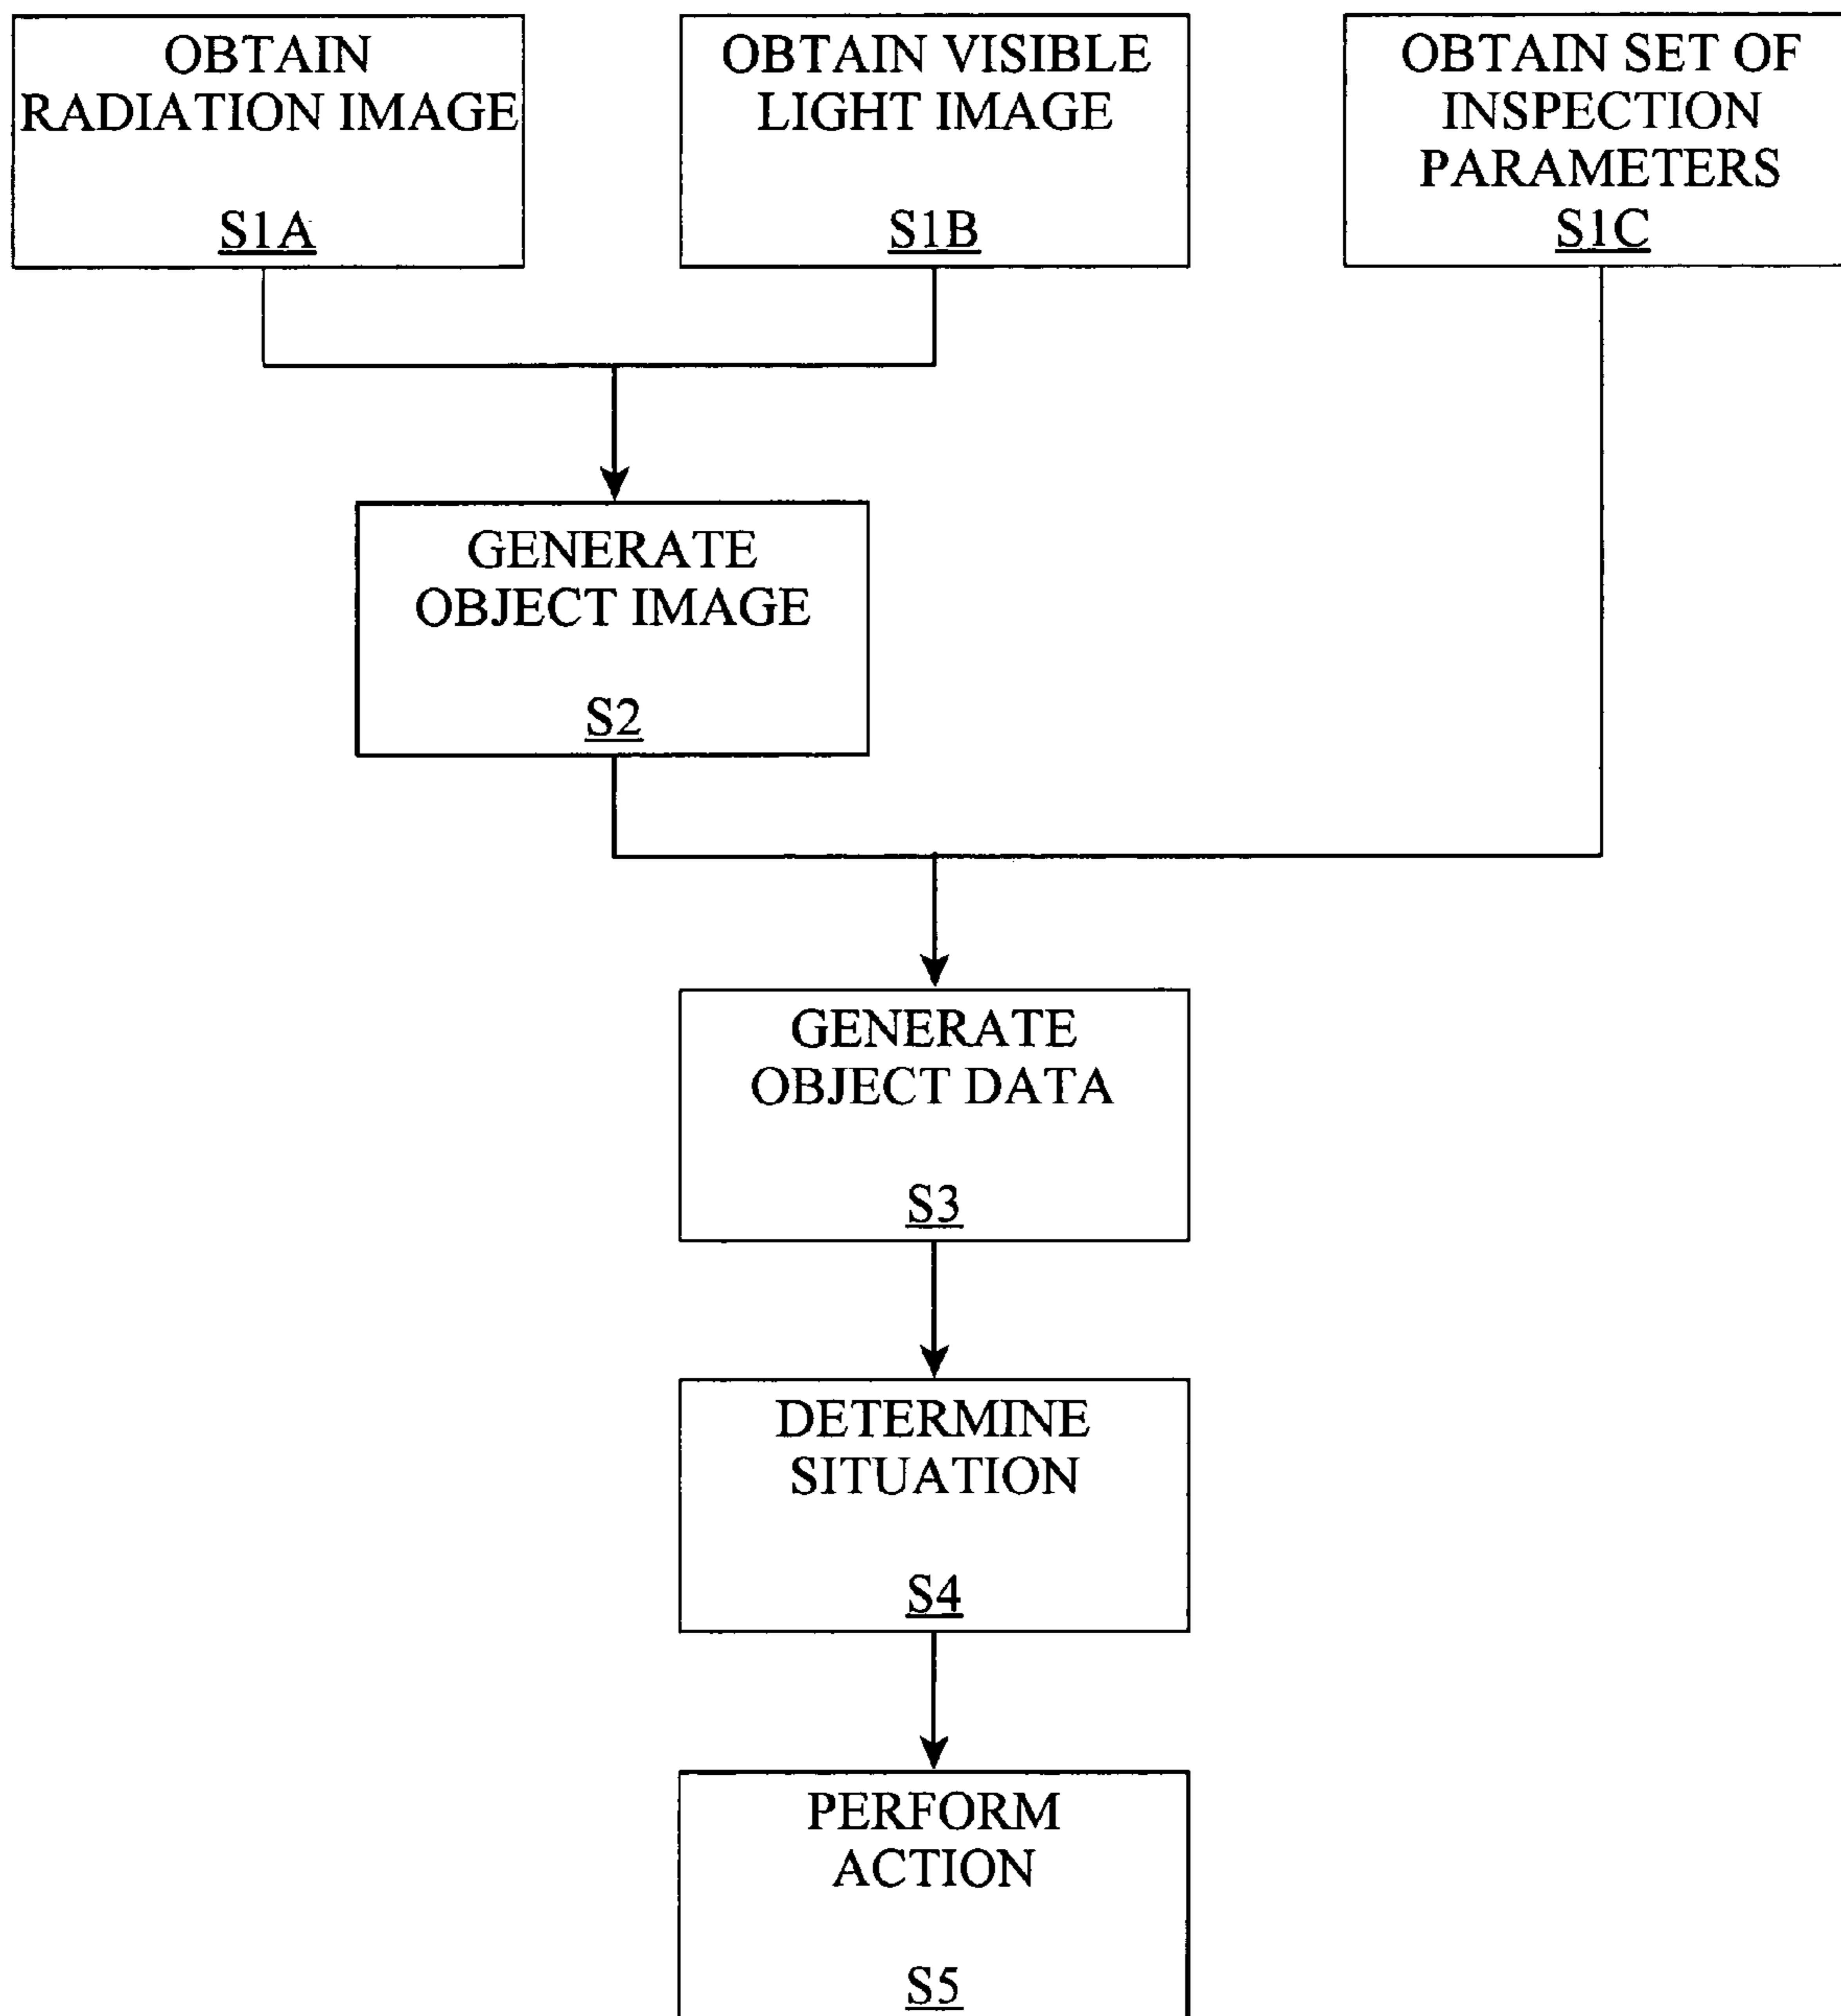 OBTAIN
RADIATION IMAGE
S1A
OBTAIN VISIBLE
LIGHT IMAGE
S1B
OBTAIN SET OF
INSPECTION
PARAMETERS
S1C
GENERATE
OBJECT IMAGE
S2
GENERATE
OBJECT DATA
S3
DETERMINE
SITUATION
S4
PERFORM
ACTION
S5